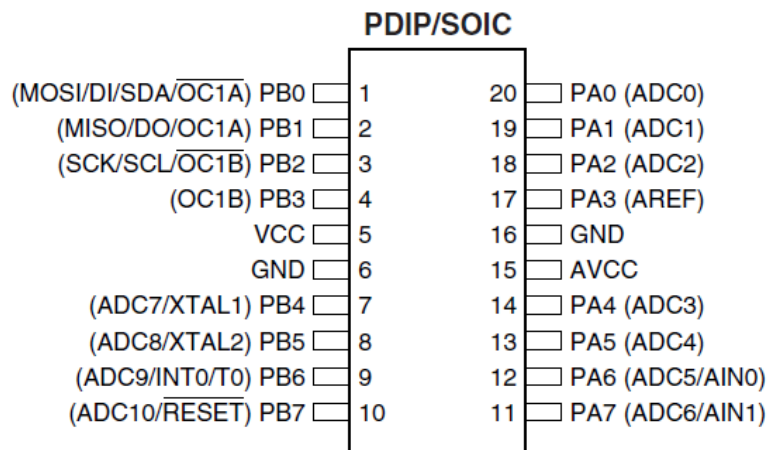 PDIP/SOIC
(MOSI/DI/SDA/OC1A) PB0 1 20 PA0 (ADC0)
(MISO/DO/OC1A) PB1 2 19 PA1 (ADC1)
(SCK/SCL/OC1B) PB2 3 18 PA2 (ADC2)
(OC1B) PB3 4 17 PA3 (AREF)
VCC 5 16 GND
GND 6 15 AVCC
(ADC7/XTAL1) PB4 7 14 PA4 (ADC3)
(ADC8/XTAL2) PB5 8 13 PA5 (ADC4)
(ADC9/INT0/T0) PB6 9 12 PA6 (ADC5/AIN0)
(ADC10/RESET) PB7 10 11 PA7 (ADC6/AIN1)